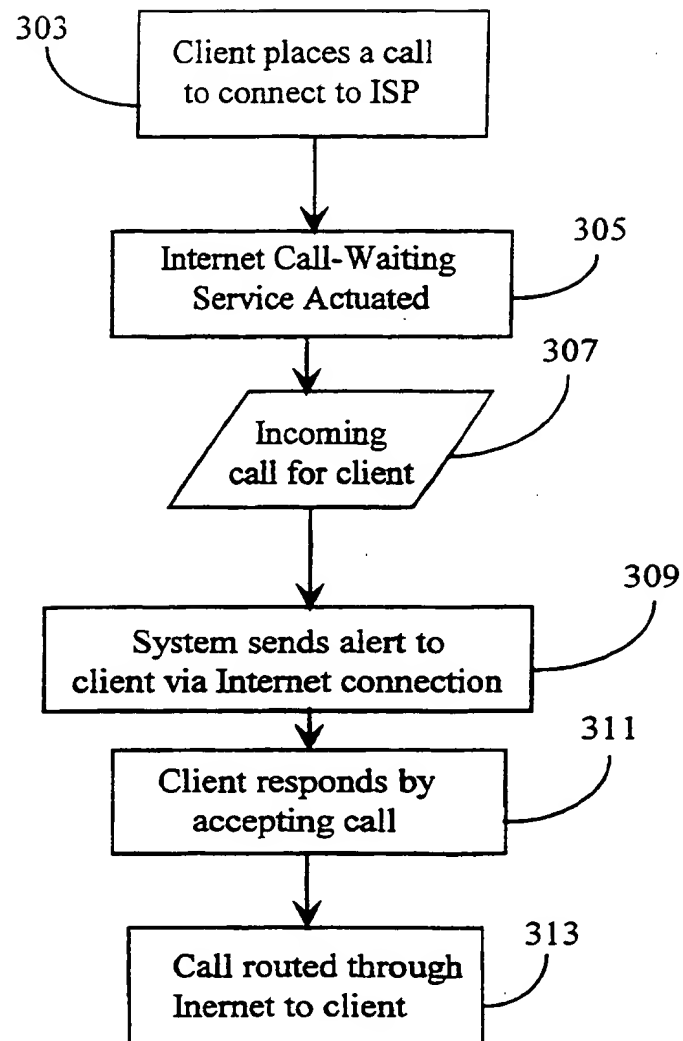 303
Client places a call
to connect to ISP
305
Internet Call-Waiting
Service Actuated
307
Incoming
call for client
309
System sends alert to
client via Internet connection
311
Client responds by
accepting call
313
Call routed through
Inernet to client